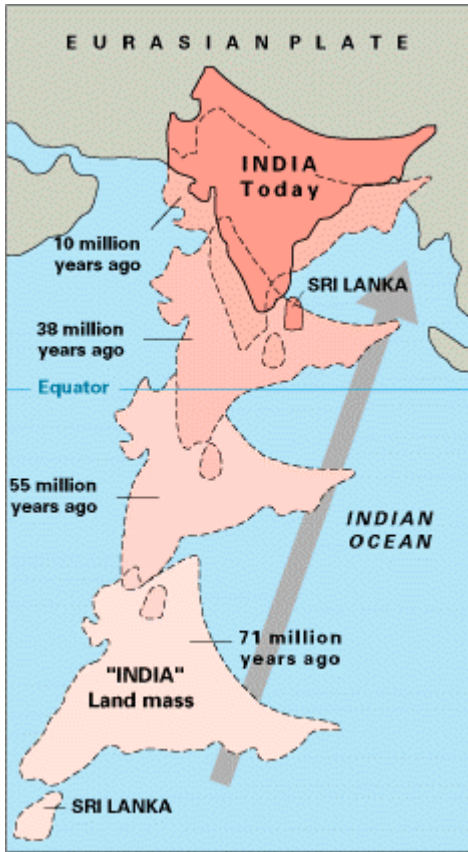 EURASIAN PLATE
INDIA
Today
10 million
years ago
SRI LANKA
38 million
years ago
Equator
55 million
years ago
INDIAN
OCEAN
71 million
years ago
"INDIA"
Land mass
SRI LANKA